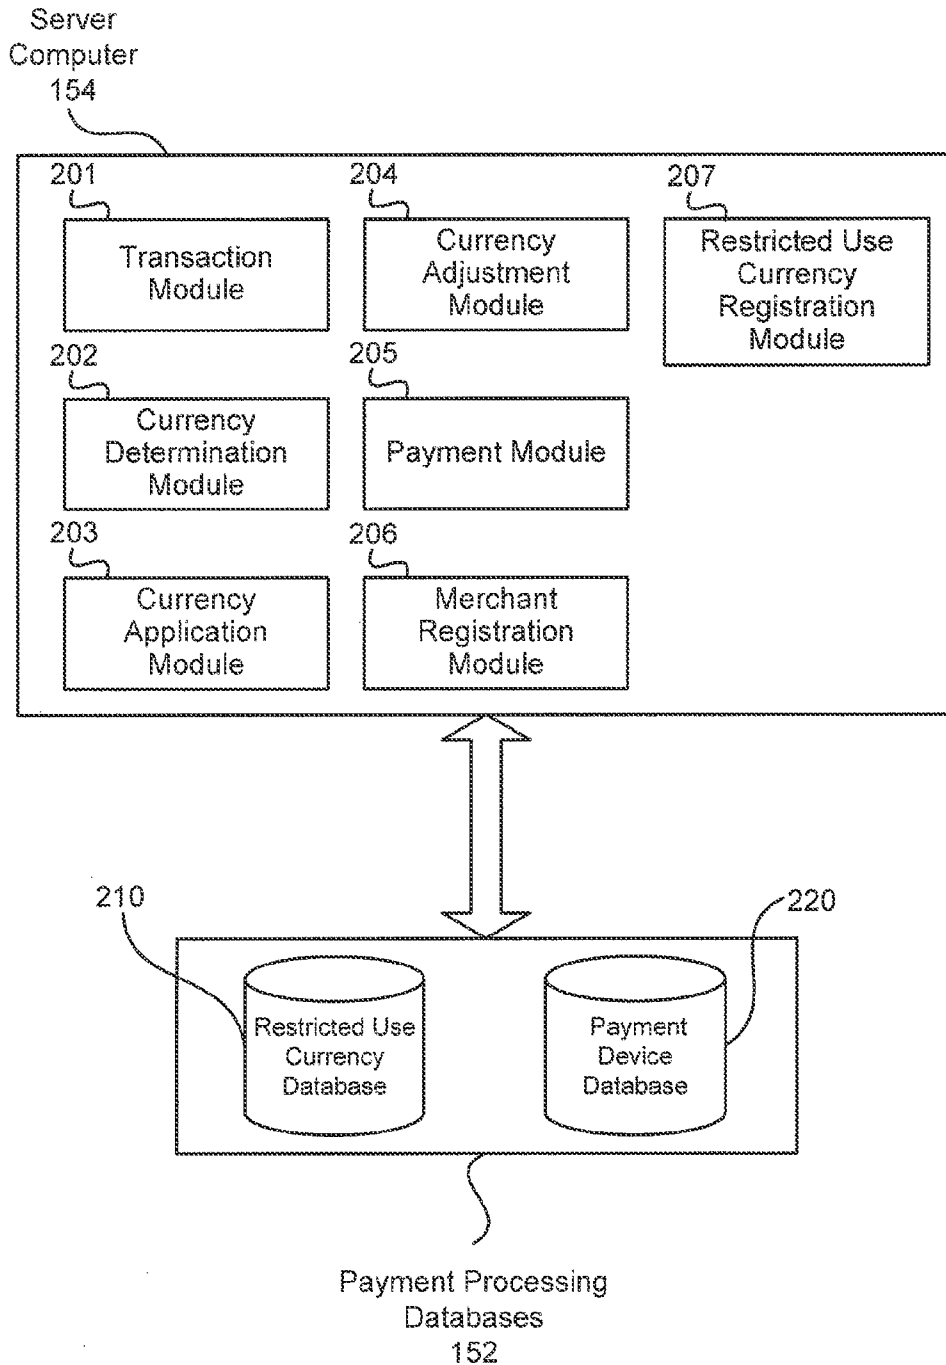 Server
Computer
154
201
Transaction
Module
204
Currency
Adjustment
Module
207
Restricted Use
Currency
Registration
Module
202
Currency
Determination
Module
205
Payment Module
203
Currency
Application
Module
206
Merchant
Registration
Module
210
220
Restricted Use
Currency
Database
Payment
Device
Database
Payment Processing
Databases
152